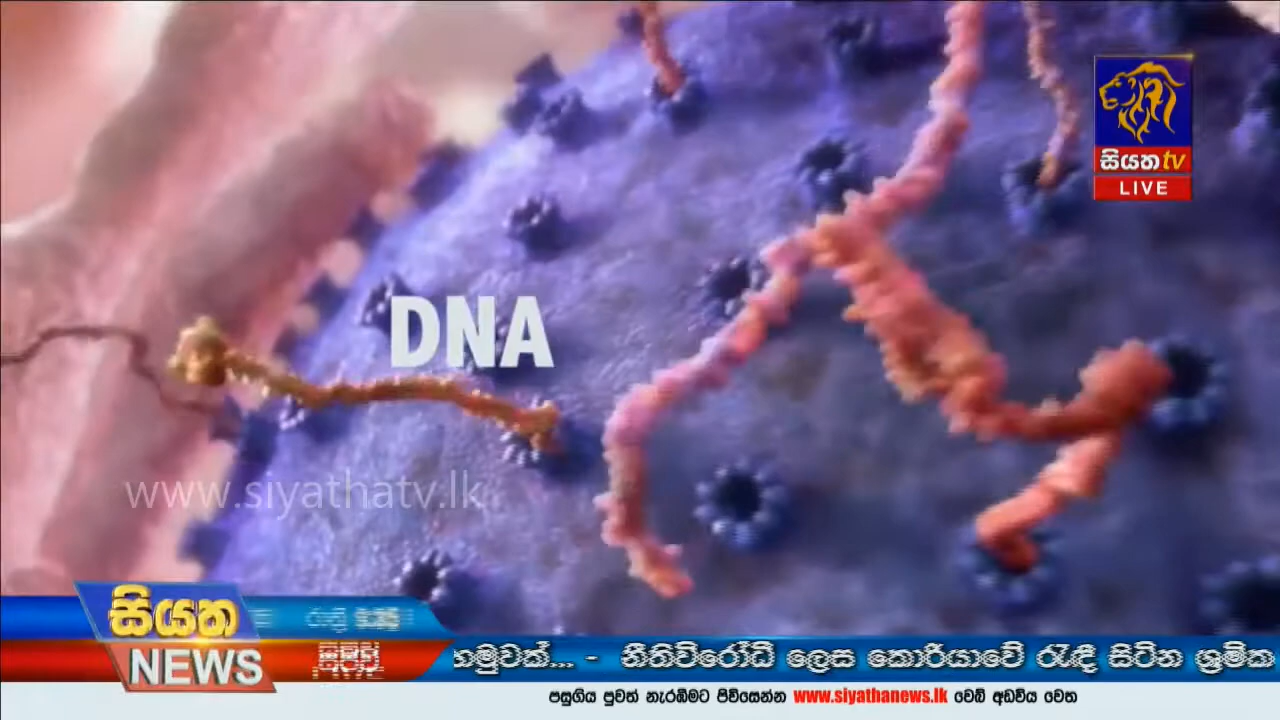 සියත tv
LIVE
DNA
www.siyathatv.lk
සියත
NEWS
හමුවක්... - නීතිවිරෝධී ලෙස කොරියාවේ රැඳී සිටින ශ්‍රමික
පසුගිය පුවත් නැරඹීමට පිවිසෙන්න www.siyathanews.lk වෙබ් අඩවිය වෙත